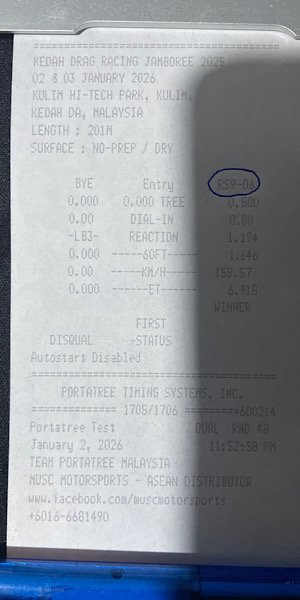 KEDAH DRAG RACING JAMBOREE 2025
02 & 03 JANUARY 2026
KULIM HI-TECH PARK, KULIM,
KEDAH DA, MALAYSIA
LENGTH : 201M
SURFACE : NO-PREP / DRY
BYE Entry RS9-06
0.000 0.000 TREE 0.500
0.00 DIAL-IN 0.00
-LB3- REACTION 1.194
0.000 ------60FT----- 1.646
0.00 ------KM/H----- 158.57
0.000 -------ET------ 6.918
WINNER
FIRST
DISQUAL -STATUS
Autostart Disabled
PORTATREE TIMING SYSTEMS, INC.
============ 1705/1706 =========600214
Portatree Test QUAL RND 48
January 2, 2026 11:52:58 PM
TEAM PORTATREE MALAYSIA
MUSC MOTORSPORTS - ASEAN DISTRIBUTOR
www.facebook.com/muscmotorsports
+6016-6681490